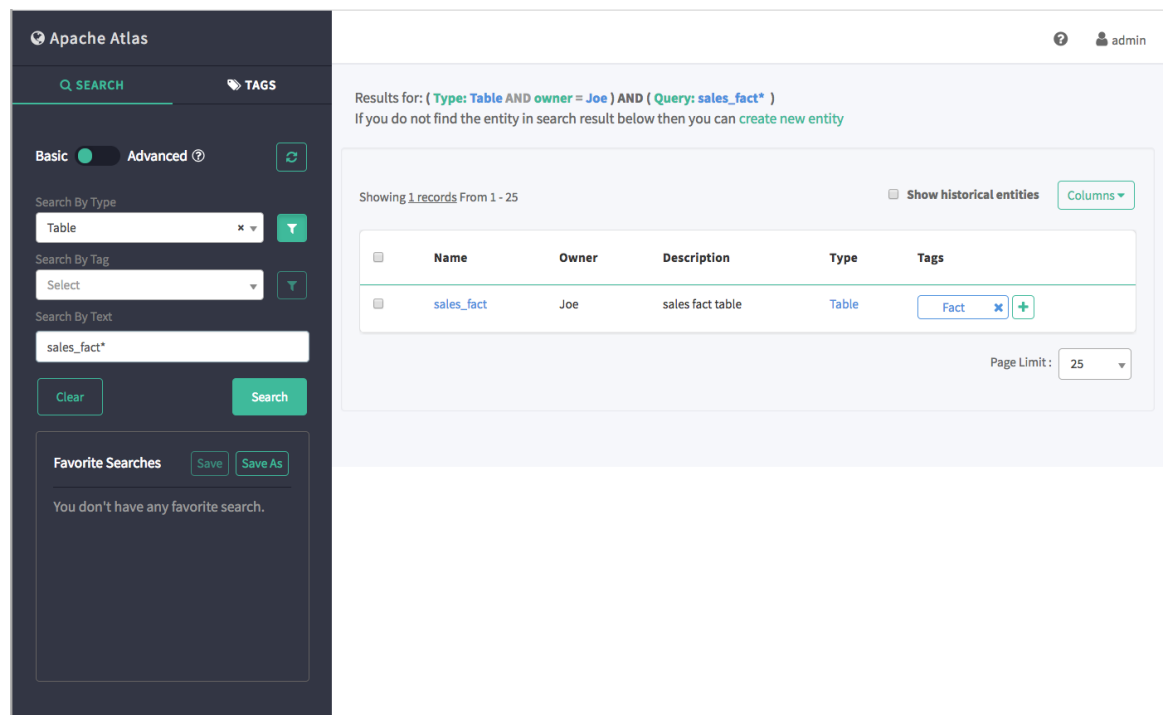 Apache Atlas
admin
SEARCH
TAGS
Basic
Advanced
Search By Type
Table
Search By Tag
Select
Search By Text
sales_fact*
Clear
Search
Favorite Searches
Save
Save As
You don't have any favorite search.
Results for: ( Type: Table AND owner = Joe ) AND ( Query: sales_fact* )
If you do not find the entity in search result below then you can create new entity
Showing 1 records From 1 - 25
Show historical entities
Columns
Name Owner Description Type Tags
sales_fact Joe sales fact table Table Fact × +
Page Limit : 25